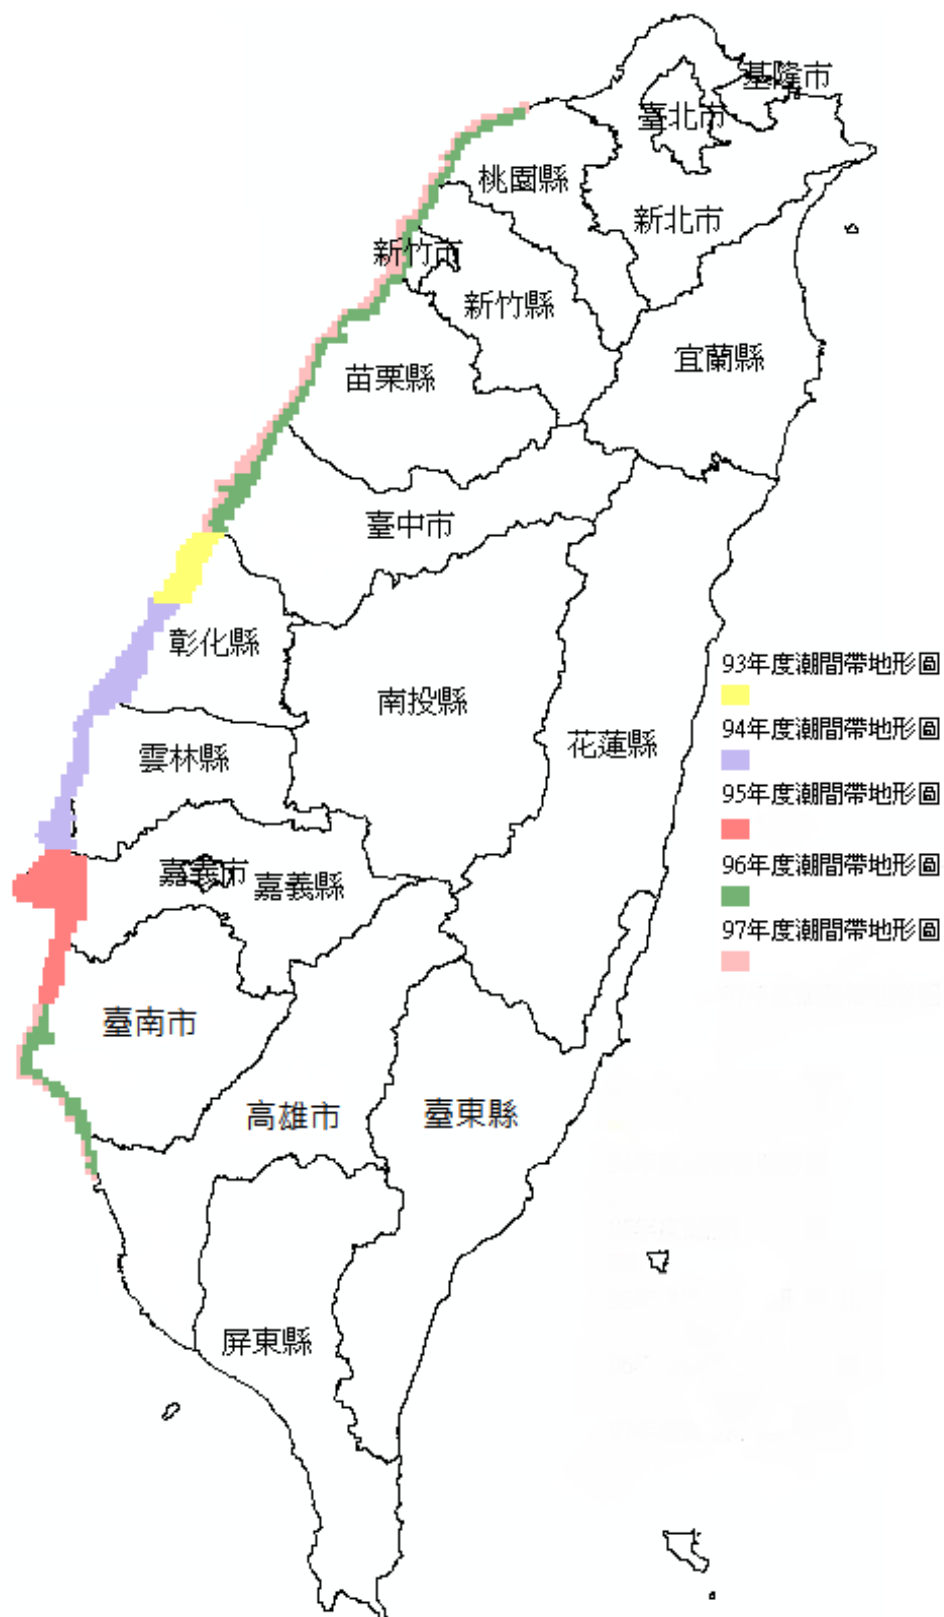 基隆市
臺北市
桃園縣
新北市
新竹市
新竹縣
宜蘭縣
苗栗縣
臺中市
彰化縣
南投縣
花蓮縣
雲林縣
嘉義市
嘉義縣
臺南市
高雄市
臺東縣
屏東縣
93年度潮間帶地形圖
94年度潮間帶地形圖
95年度潮間帶地形圖
96年度潮間帶地形圖
97年度潮間帶地形圖